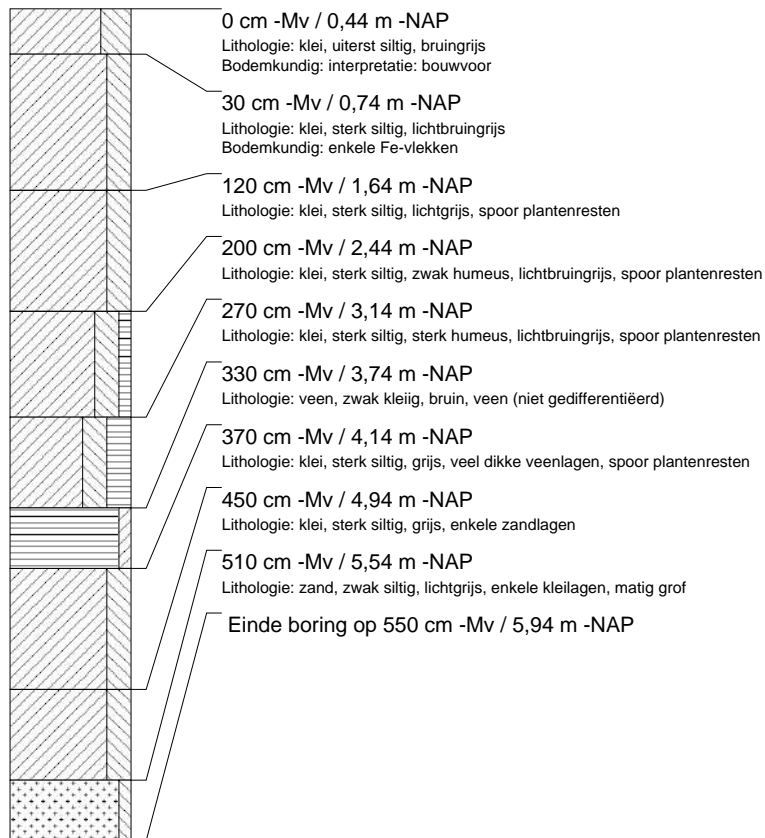 0 cm -Mv / 0,44 m -NAP
Lithologie: klei, uiterst siltig, bruingrijs
Bodemkundig: interpretatie: bouwvoor
30 cm -Mv / 0,74 m -NAP
Lithologie: klei, sterk siltig, lichtbruingrijs
Bodemkundig: enkele Fe-vlekken
120 cm -Mv / 1,64 m -NAP
Lithologie: klei, sterk siltig, lichtgrijs, spoor plantenresten
200 cm -Mv / 2,44 m -NAP
Lithologie: klei, sterk siltig, zwak humeus, lichtbruingrijs, spoor plantenresten
270 cm -Mv / 3,14 m -NAP
Lithologie: klei, sterk siltig, sterk humeus, lichtbruingrijs, spoor plantenresten
330 cm -Mv / 3,74 m -NAP
Lithologie: veen, zwak kleiig, bruin, veen (niet gedifferentiëerd)
370 cm -Mv / 4,14 m -NAP
Lithologie: klei, sterk siltig, grijs, veel dikke veenlagen, spoor plantenresten
450 cm -Mv / 4,94 m -NAP
Lithologie: klei, sterk siltig, grijs, enkele zandlagen
510 cm -Mv / 5,54 m -NAP
Lithologie: zand, zwak siltig, lichtgrijs, enkele kleilagen, matig grof
Einde boring op 550 cm -Mv / 5,94 m -NAP